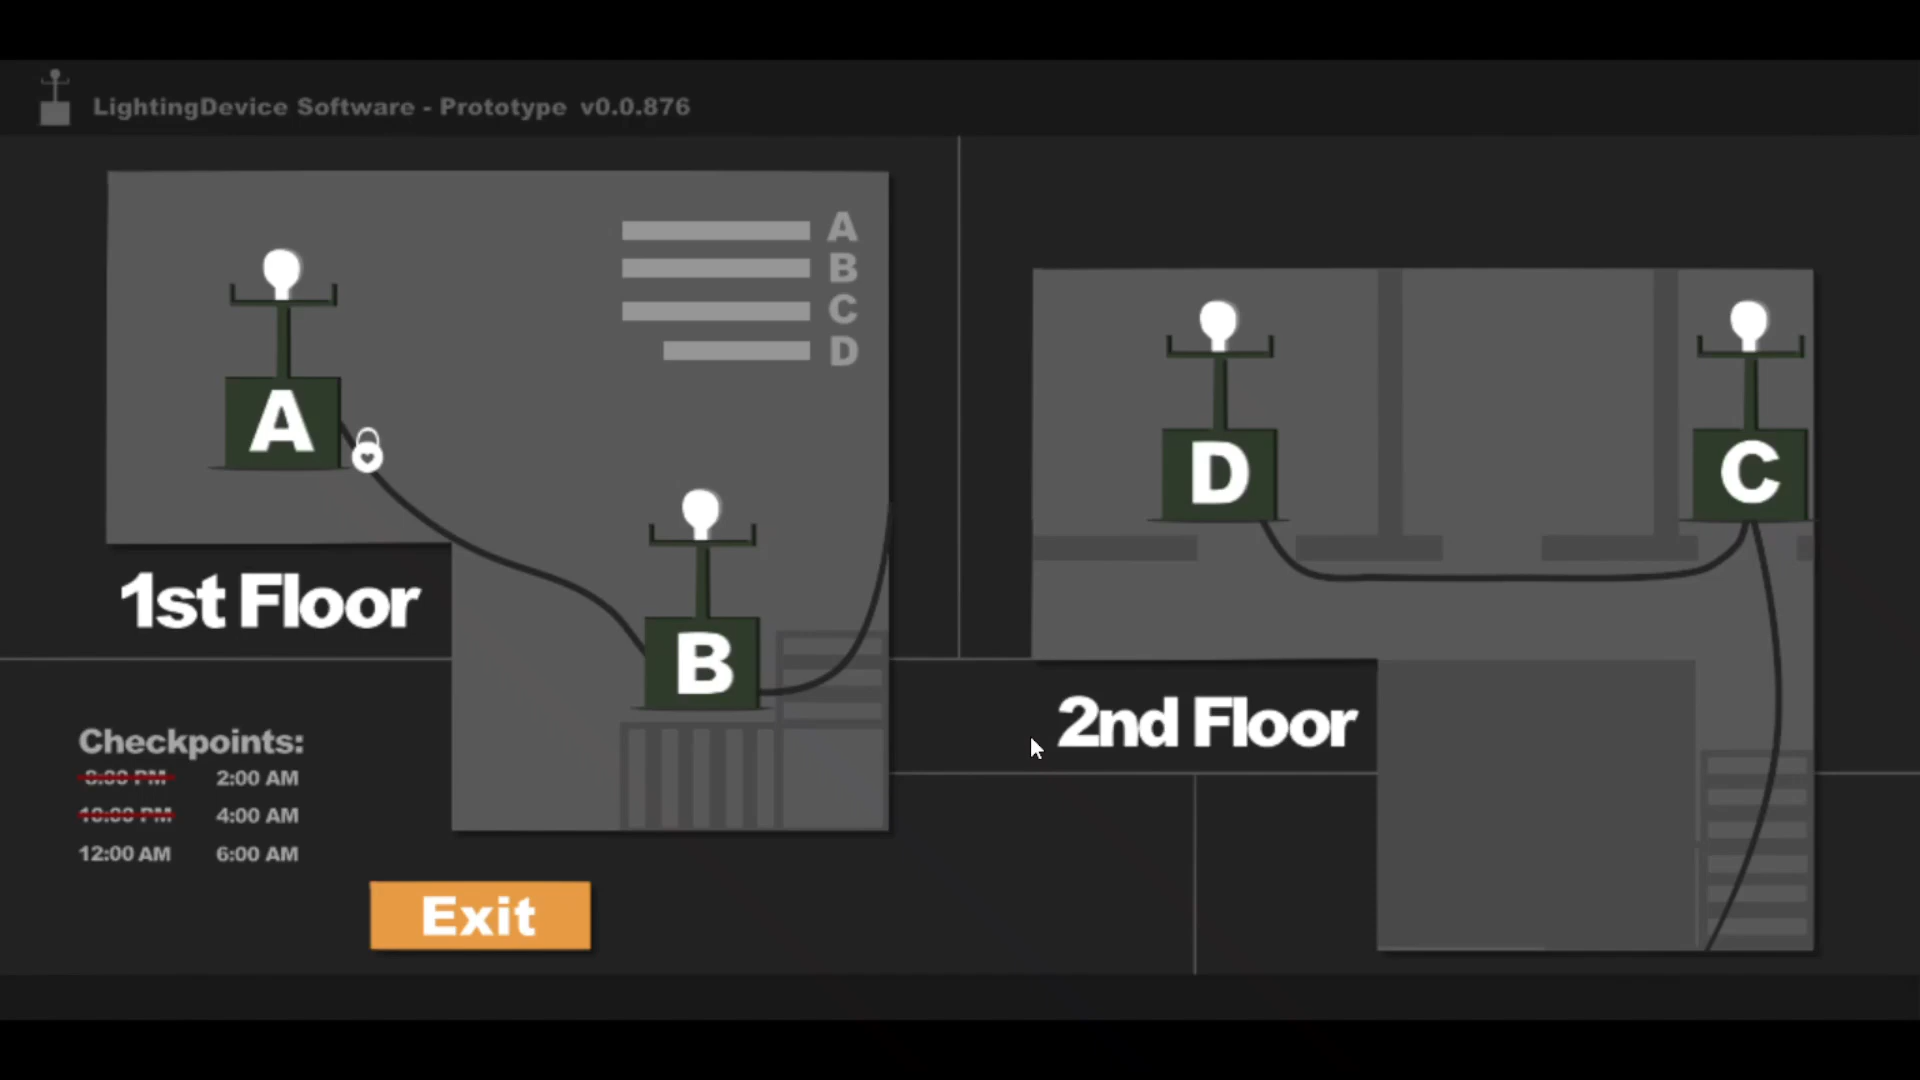 LightingDevice Software - Prototype v0.0.876
A
B
C
D
A
B
1st Floor
D
C
2nd Floor
Checkpoints:
8:00 PM 2:00 AM
10:00 PM 4:00 AM
12:00 AM 6:00 AM
Exit